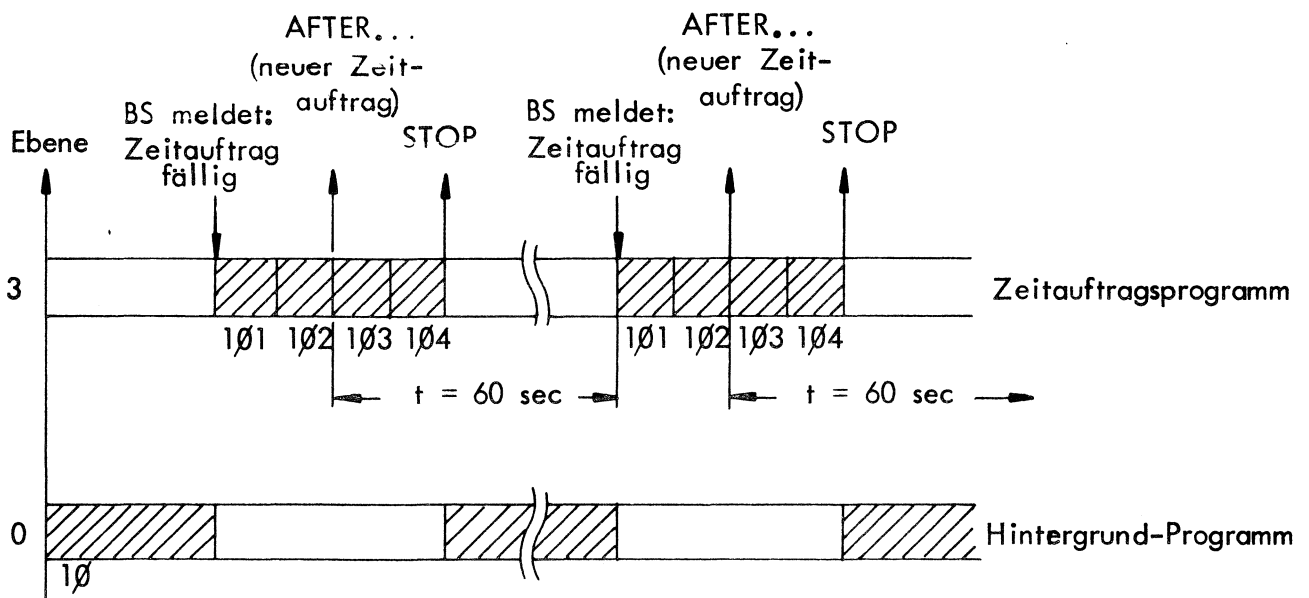 AFTER...
(neuer Zeit-
auftrag)
AFTER...
(neuer Zeit-
auftrag)
BS meldet:
Zeitauftrag
fällig
BS meldet:
Zeitauftrag
fällig
Ebene
STOP
STOP
3
Zeitauftragsprogramm
1Ø1 1Ø2 1Ø3 1Ø4
1Ø1 1Ø2 1Ø3 1Ø4
t = 60 sec
t = 60 sec
0
Hintergrund-Programm
1Ø